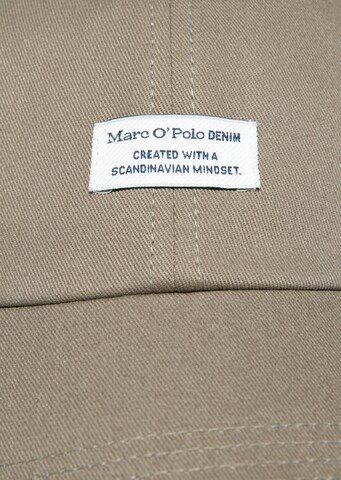 Marc O'Polo DENIM
CREATED WITH A
SCANDINAVIAN MINDSET.